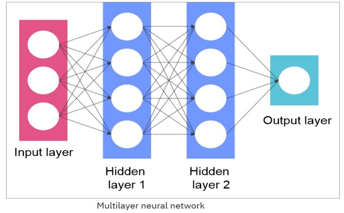 Input layer
Hidden
layer 1
Hidden
layer 2
Output layer
Multilayer neural network